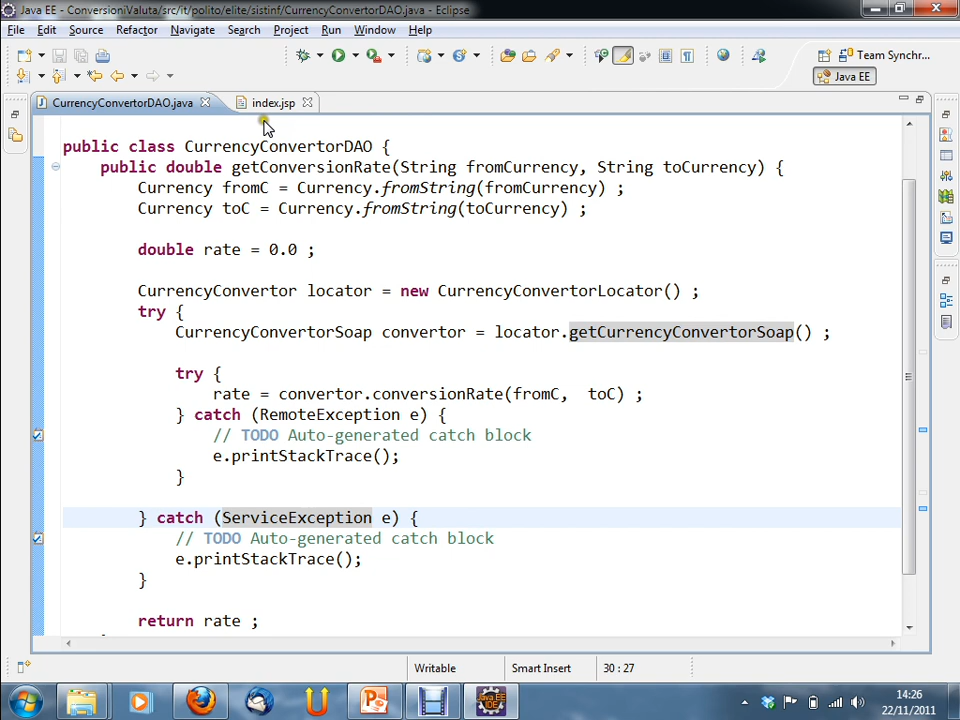 Java EE - ConversioniValuta/src/it/polito/elite/sistinf/CurrencyConvertorDAO.java - Eclipse
File Edit Source Refactor Navigate Search Project Run Window Help
Team Synchr...
Java EE
CurrencyConvertorDAO.java index.jsp
public class CurrencyConvertorDAO {
public double getConversionRate(String fromCurrency, String toCurrency) {
Currency fromC = Currency.fromString(fromCurrency) ;
Currency toC = Currency.fromString(toCurrency) ;
double rate = 0.0 ;
CurrencyConvertor locator = new CurrencyConvertorLocator() ;
try {
CurrencyConvertorSoap convertor = locator.getCurrencyConvertorSoap() ;
try {
rate = convertor.conversionRate(fromC, toC) ;
} catch (RemoteException e) {
// TODO Auto-generated catch block
e.printStackTrace();
}
} catch (ServiceException e) {
// TODO Auto-generated catch block
e.printStackTrace();
}
return rate ;
Writable Smart Insert 30 : 27
14:26
22/11/2011